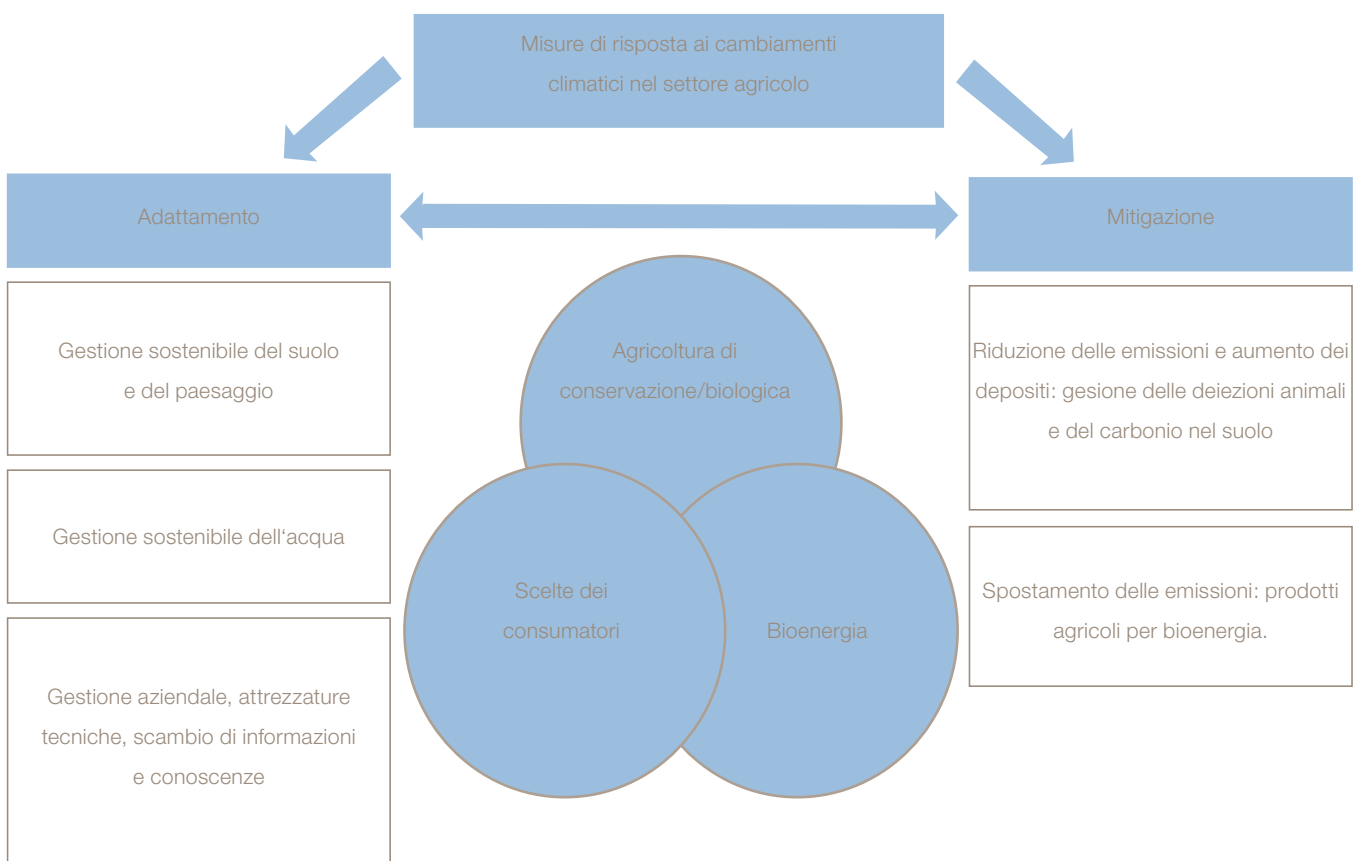 Misure di risposta ai cambiamenti
climatici nel settore agricolo
Adattamento
Mitigazione
Gestione sostenibile del suolo
e del paesaggio
Gestione sostenibile dell‘acqua
Gestione aziendale, attrezzature
tecniche, scambio di informazioni
e conoscenze
Agricoltura di
conservazione/biologica
Scelte dei
consumatori
Bioenergia
Riduzione delle emissioni e aumento dei
depositi: gesione delle deiezioni animali
e del carbonio nel suolo
Spostamento delle emissioni: prodotti
agricoli per bioenergia.